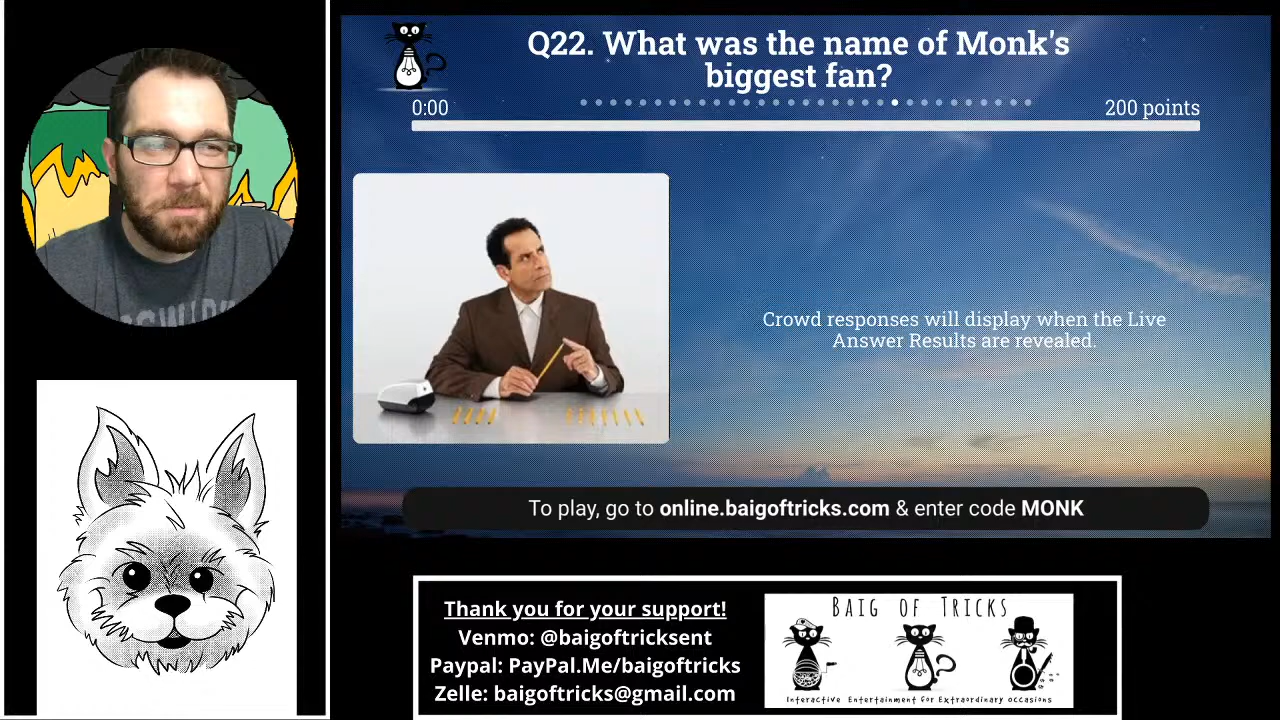 Q22. What was the name of Monk's
biggest fan?
0:00
200 points
Crowd responses will display when the Live
Answer Results are revealed.
To play, go to online.baigoftricks.com & enter code MONK
Thank you for your support!
Venmo: @baigoftricksent
Paypal: PayPal.Me/baigoftricks
Zelle: baigoftricks@gmail.com
BAIG OF TRICKS
Interactive Entertainment for Extraordinary occasions